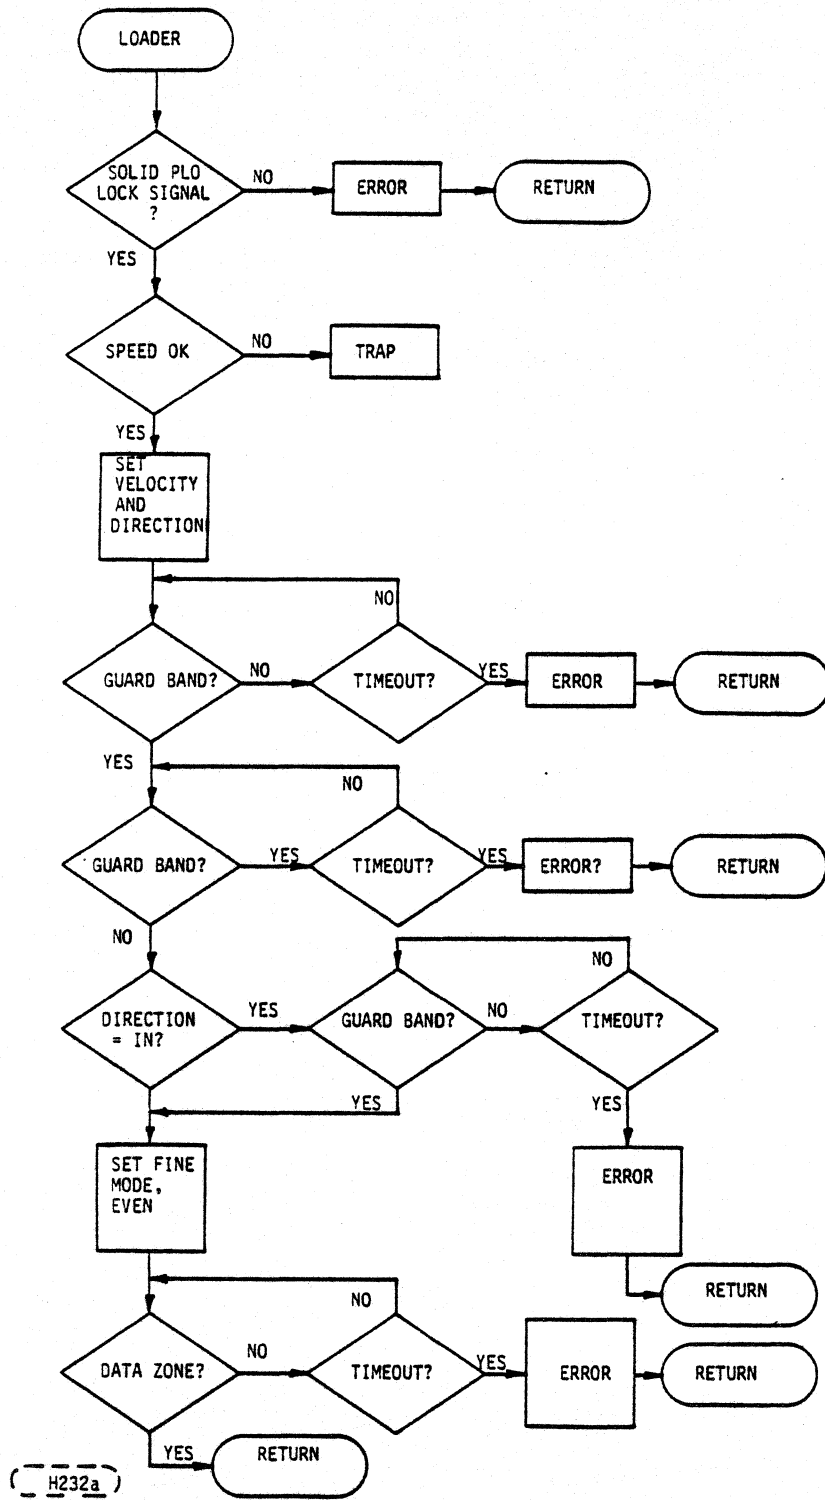 LOADER
SOLID PLO
LOCK SIGNAL
?
NO
ERROR
RETURN
YES
SPEED OK
NO
TRAP
YES
SET
VELOCITY
AND
DIRECTION
NO
GUARD BAND?
NO
TIMEOUT?
YES
ERROR
RETURN
YES
NO
GUARD BAND?
YES
TIMEOUT?
YES
ERROR?
RETURN
NO
NO
DIRECTION
= IN?
YES
GUARD BAND?
NO
TIMEOUT?
YES
YES
SET FINE
MODE,
EVEN
ERROR
RETURN
NO
DATA ZONE?
NO
TIMEOUT?
YES
ERROR
RETURN
YES
RETURN
H232a